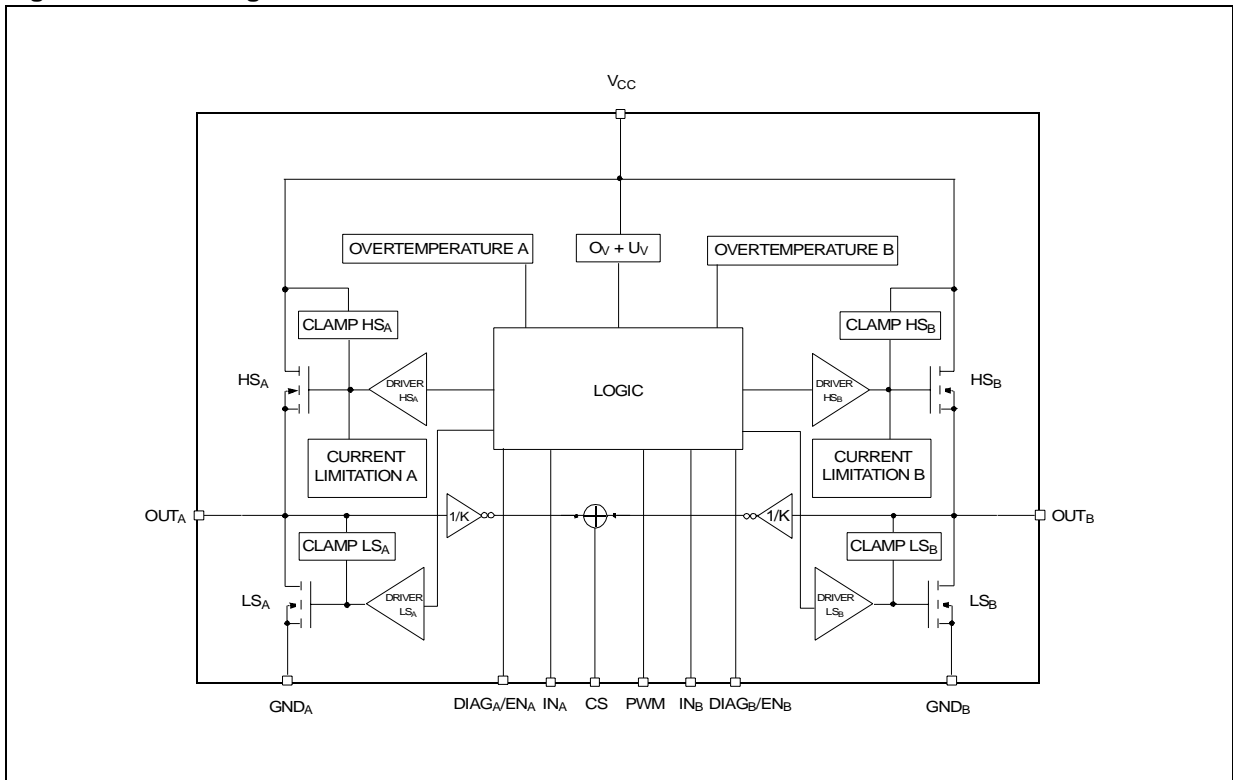 VCC
OVERTEMPERATURE A
OV + UV
OVERTEMPERATURE B
CLAMP HSA
CLAMP HSB
HSA
DRIVER
HSA
LOGIC
DRIVER
HSB
HSB
CURRENT
LIMITATION A
CURRENT
LIMITATION B
OUTA
1/K
1/K
OUTB
CLAMP LSA
CLAMP LSB
LSA
DRIVER
LSA
DRIVER
LSB
LSB
GNDA
DIAGA/ENA
INA
CS
PWM
INB
DIAGB/ENB
GNDB